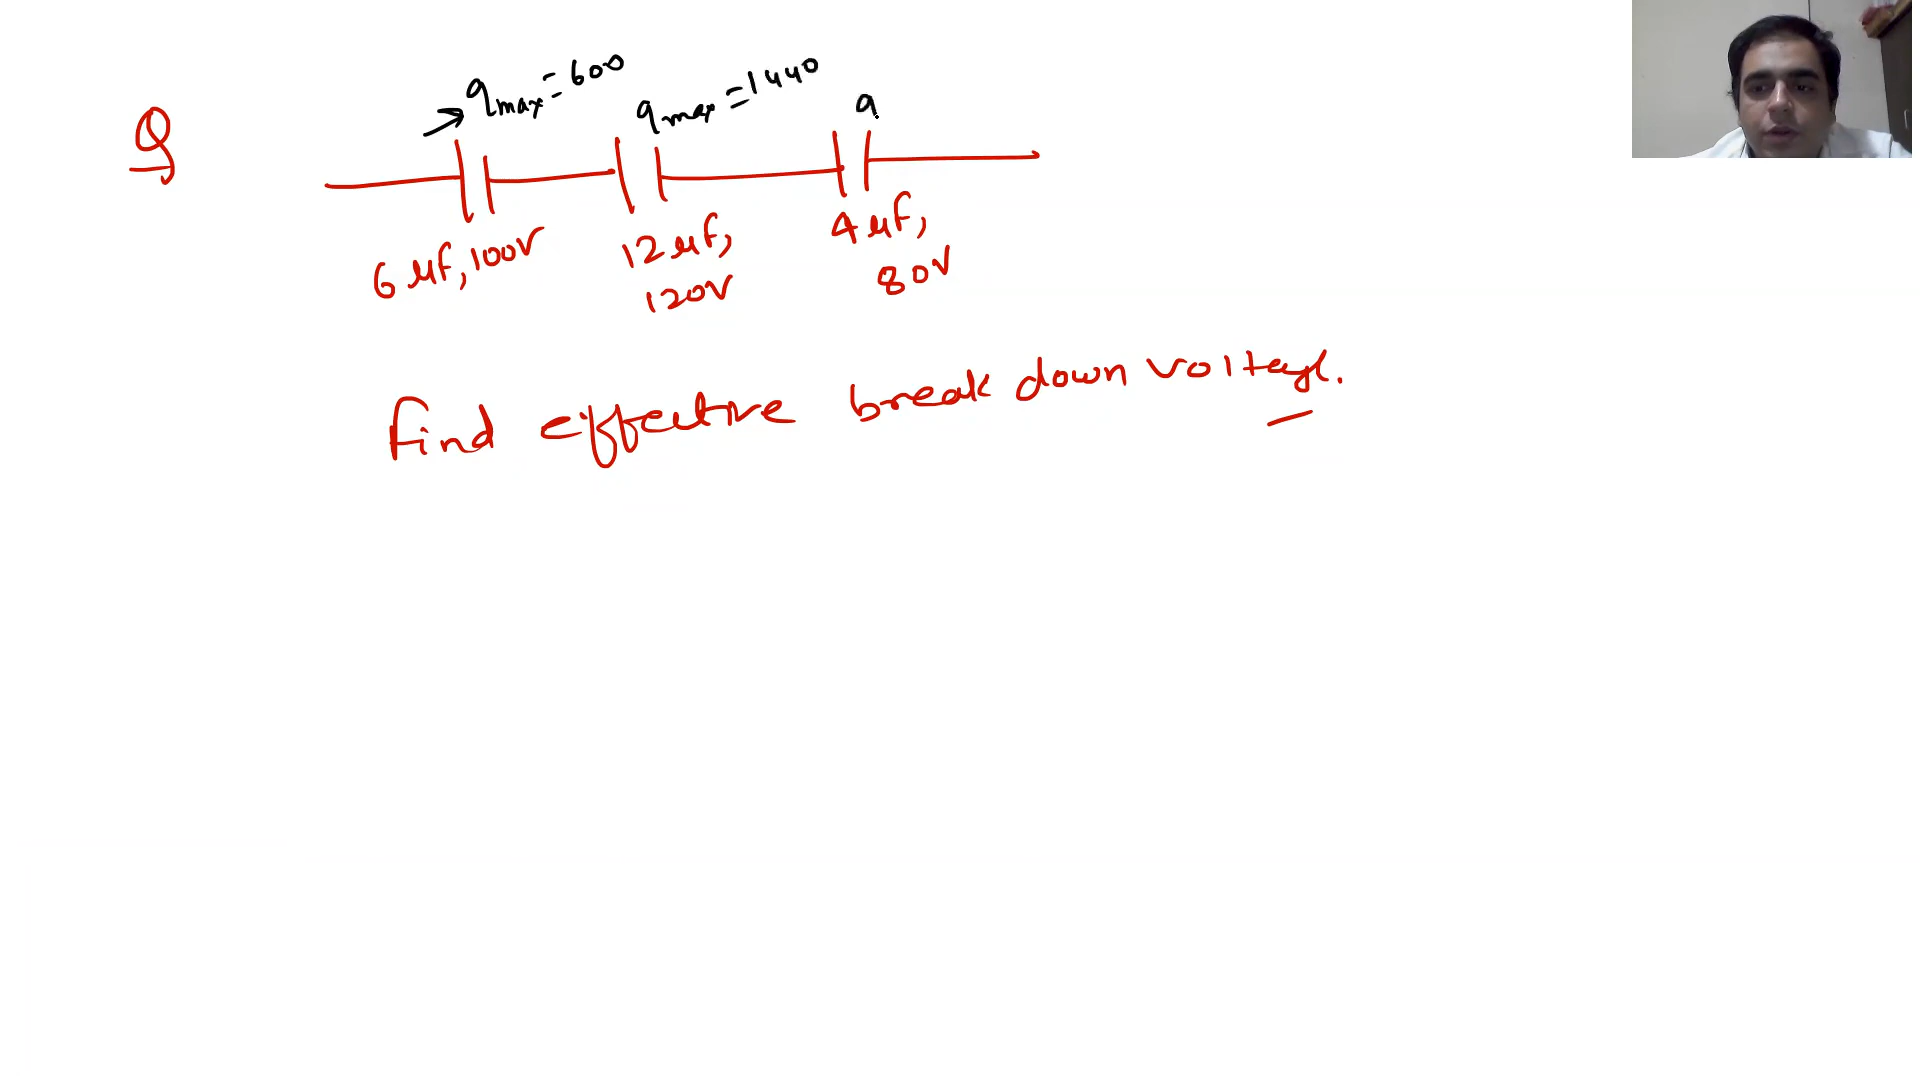 Q
qmax = 600
qmax = 1440
q
6 μf, 100V
12 μf,
120V
4 μf,
80V
find effective break down voltage.